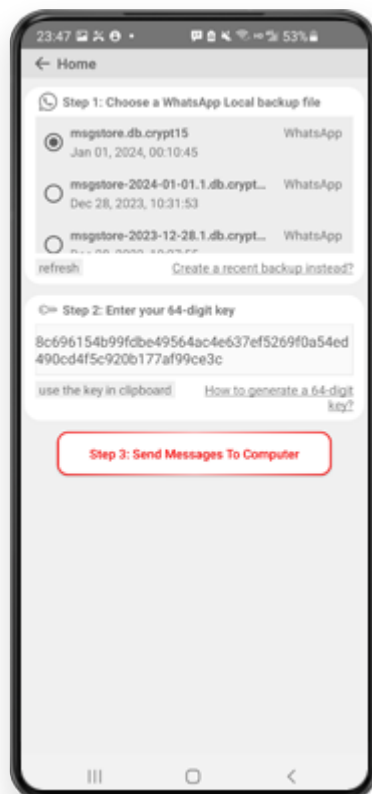 23:47 53%
← Home
Step 1: Choose a WhatsApp Local backup file
msgstore.db.crypt15 WhatsApp
Jan 01, 2024, 00:10:45
msgstore-2024-01-01.1.db.crypt... WhatsApp
Dec 28, 2023, 10:31:53
msgstore-2023-12-28.1.db.crypt... WhatsApp
refresh Create a recent backup instead?
Step 2: Enter your 64-digit key
8c696154b99fdbe49564ac4e637ef5269f0a54ed
490cd4f5c920b177af99ce3c
use the key in clipboard How to generate a 64-digit
key?
Step 3: Send Messages To Computer